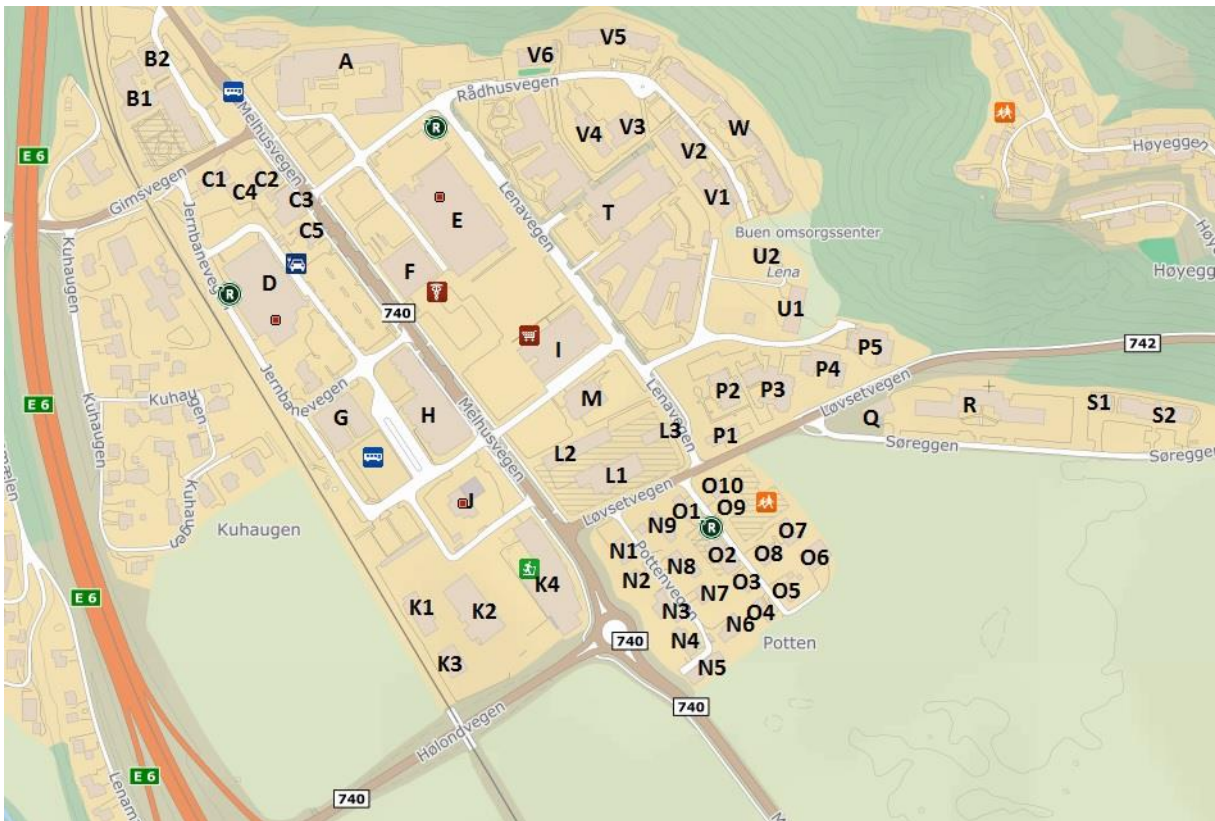 V5
B2
V6
A
E 6
B1
Rådhusvegen
Melhusvegen
V4
V3
W
V2
Høyeggen
C1
C2
C4
C3
Gimsvegen
V1
Jernbanevegen
E
T
Lenavegen
C5
Kuhaugen
Buen omsorgssenter
U2
Lena
Høyegge
D
F
U1
740
I
P5
742
P4
Løvsetvegen
Jernbanevegen
Kuhaugen
E 6
Kuhaugen
G
H
Melhusvegen
M
Lenavegen
P2
P3
Q
R
S1
S2
L3
P1
Søreggen
Søreggen
L2
L1
Kuhaugen
Kuhaugen
J
Løvsetvegen
O10
O9
O1
N9
O7
N1
Pottenvegen
O2
O8
O6
N8
N2
K4
E 6
O3
O5
N7
K1
K2
N3
O4
N6
740
N4
Potten
K3
N5
740
Hølondvegen
E 6
Lenam
740
M